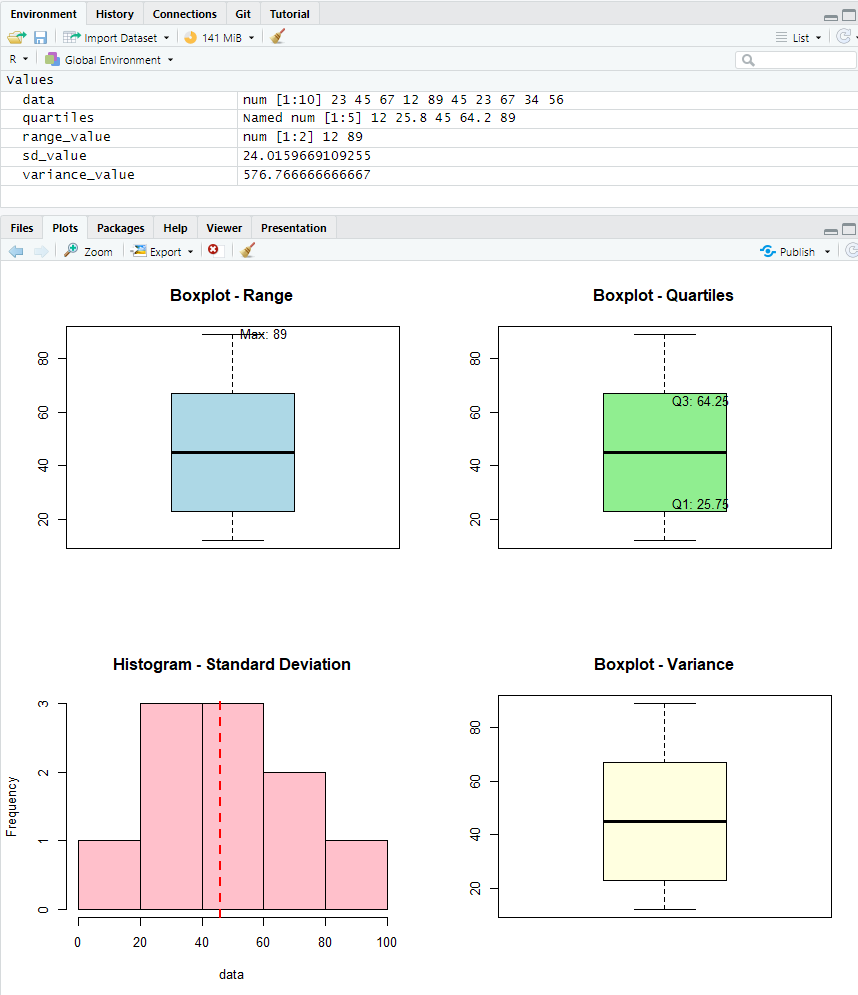 Environment History Connections Git Tutorial
Import Dataset 141 MiB List
R Global Environment
Values
data num [1:10] 23 45 67 12 89 45 23 67 34 56
quartiles Named num [1:5] 12 25.8 45 64.2 89
range_value num [1:2] 12 89
sd_value 24.0159669109255
variance_value 576.766666666667
Files Plots Packages Help Viewer Presentation
Zoom Export Publish
Boxplot - Range
Max: 89
80
60
40
20
Boxplot - Quartiles
Q3: 64.25
Q1: 25.75
80
60
40
20
Histogram - Standard Deviation
Frequency
3
2
1
0
0 20 40 60 80 100
data
Boxplot - Variance
80
60
40
20